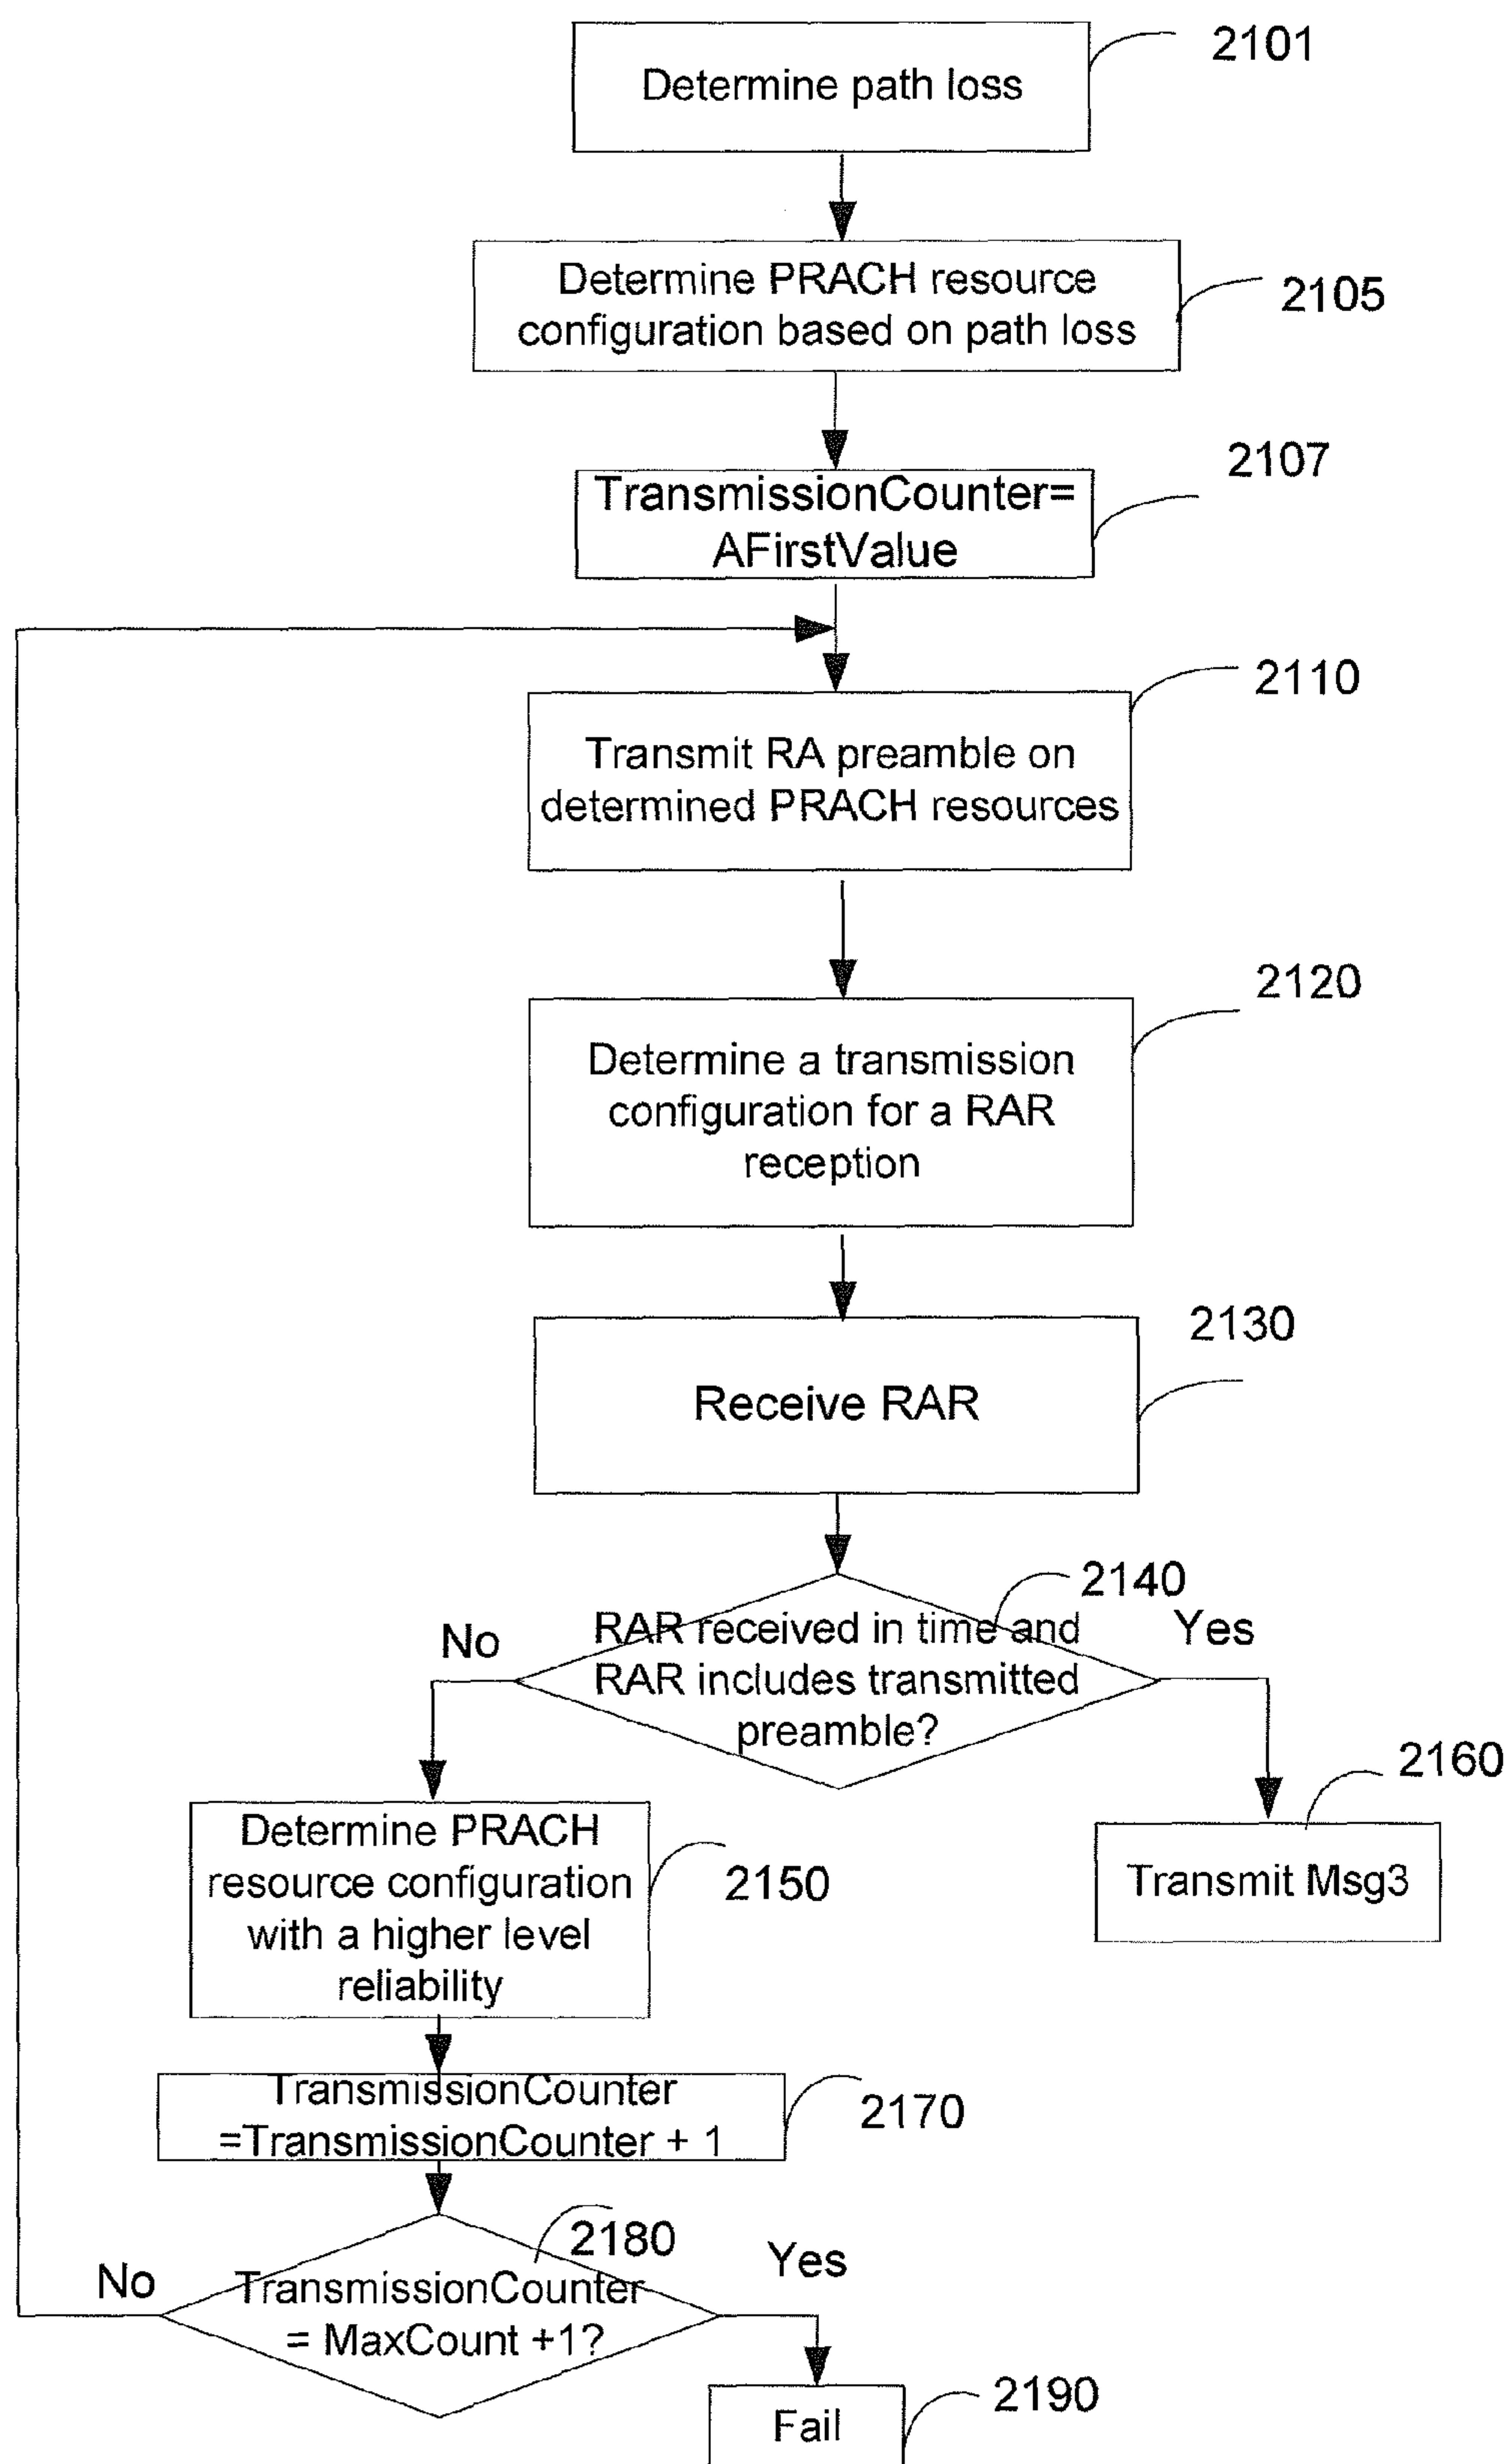 2101
Determine path loss
Determine PRACH resource
configuration based on path loss
2105
2107
TransmissionCounter=
AFirstValue
2110
Transmit RA preamble on
determined PRACH resources
2120
Determine a transmission
configuration for a RAR
reception
2130
Receive RAR
2140
No
RAR received in time and
Yes
RAR includes transmitted
preamble?
2160
Determine PRACH
resource configuration
with a higher level
reliability
2150
Transmit Msg3
TransmissionCounter
=TransmissionCounter + 1
2170
2180
No
Yes
TransmissionCounter
= MaxCount +1?
2190
Fail